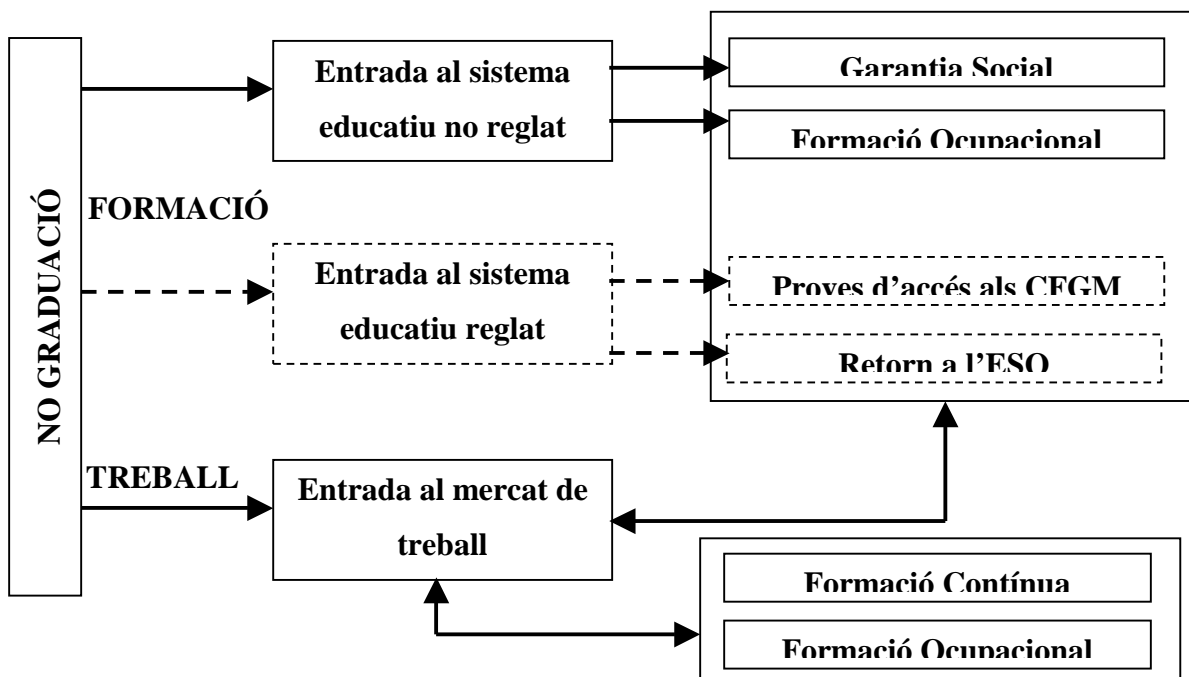 NO GRADUACIÓ
FORMACIÓ
TREBALL
Entrada al sistema
educatiu no reglat
Garantia Social
Formació Ocupacional
Entrada al sistema
educatiu reglat
Proves d'accés als CFGM
Retorn a l'ESO
Entrada al mercat de
treball
Formació Contínua
Formació Ocupacional